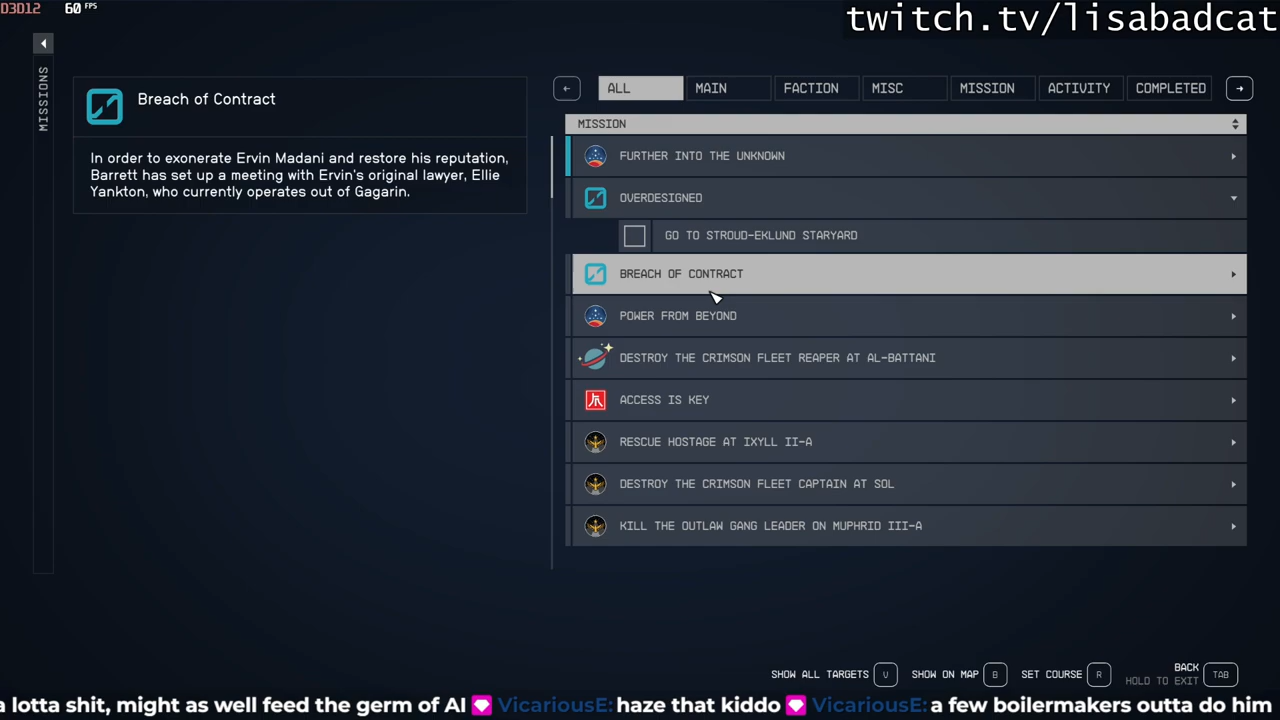 D3D12 60 FPS
twitch.tv/lisabadcat
MISSIONS
Breach of Contract
In order to exonerate Ervin Madani and restore his reputation,
Barrett has set up a meeting with Ervin's original lawyer, Ellie
Yankton, who currently operates out of Gagarin.
ALL MAIN FACTION MISC MISSION ACTIVITY COMPLETED
MISSION
FURTHER INTO THE UNKNOWN
OVERDESIGNED
GO TO STROUD-EKLUND STARYARD
BREACH OF CONTRACT
POWER FROM BEYOND
DESTROY THE CRIMSON FLEET REAPER AT AL-BATTANI
ACCESS IS KEY
RESCUE HOSTAGE AT IXYLL II-A
DESTROY THE CRIMSON FLEET CAPTAIN AT SOL
KILL THE OUTLAW GANG LEADER ON MUPHRID III-A
SHOW ALL TARGETS V SHOW ON MAP B SET COURSE R BACK
HOLD TO EXIT TAB
a lotta shit, might as well feed the germ of AI VicariousE: haze that kiddo VicariousE: a few boilermakers outta do him